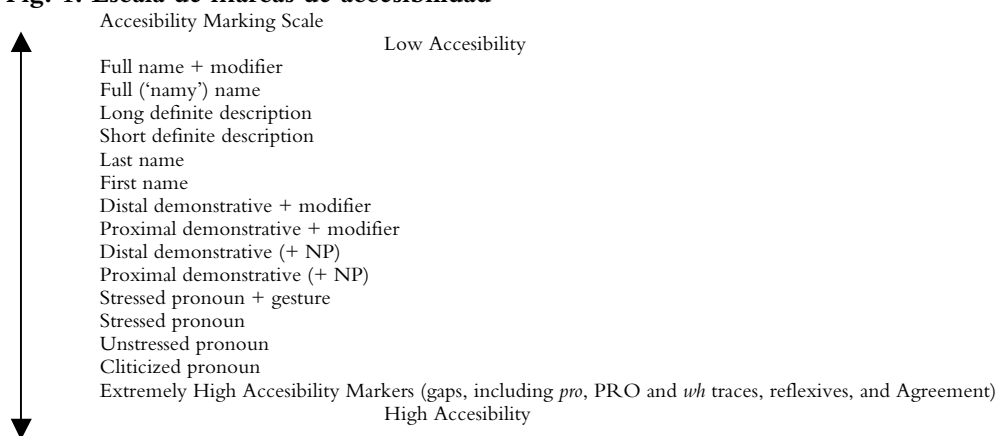 Fig. 1. Escala de marcas de accesibilidad
Accesibility Marking Scale
Low Accesibility
Full name + modifier
Full (‘namy’) name
Long definite description
Short definite description
Last name
First name
Distal demonstrative + modifier
Proximal demonstrative + modifier
Distal demonstrative (+ NP)
Proximal demonstrative (+ NP)
Stressed pronoun + gesture
Stressed pronoun
Unstressed pronoun
Cliticized pronoun
Extremely High Accesibility Markers (gaps, including pro, PRO and wh traces, reflexives, and Agreement)
High Accesibility